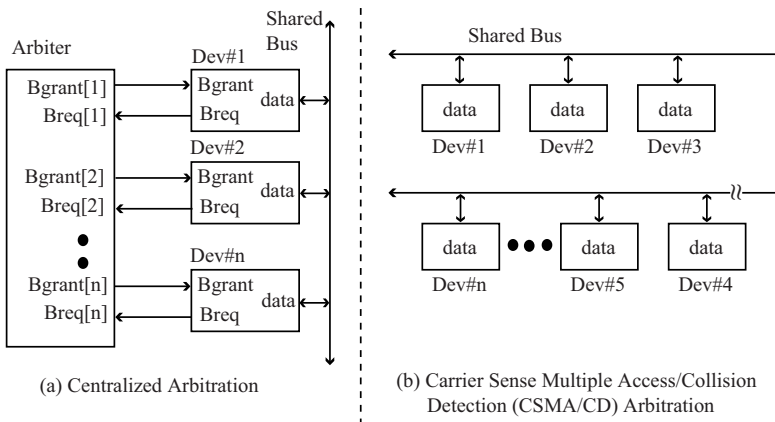 Shared
Bus
Arbiter
Dev#1
Bgrant[1]
Bgrant
Breq[1]
Breq
data
Dev#2
Bgrant[2]
Bgrant
Breq[2]
Breq
data
Dev#n
Bgrant[n]
Bgrant
Breq[n]
Breq
data
(a) Centralized Arbitration
Shared Bus
data
data
data
Dev#1
Dev#2
Dev#3
data
data
data
Dev#n
Dev#5
Dev#4
(b) Carrier Sense Multiple Access/Collision
Detection (CSMA/CD) Arbitration